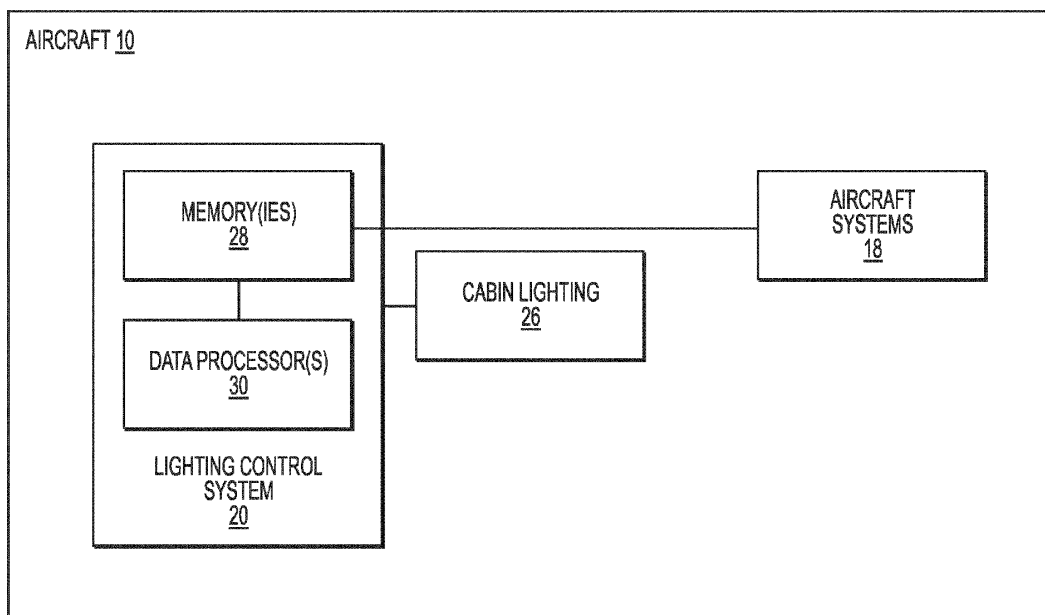 AIRCRAFT 10
MEMORY(IES)
28
DATA PROCESSOR(S)
30
LIGHTING CONTROL
SYSTEM
20
CABIN LIGHTING
26
AIRCRAFT
SYSTEMS
18